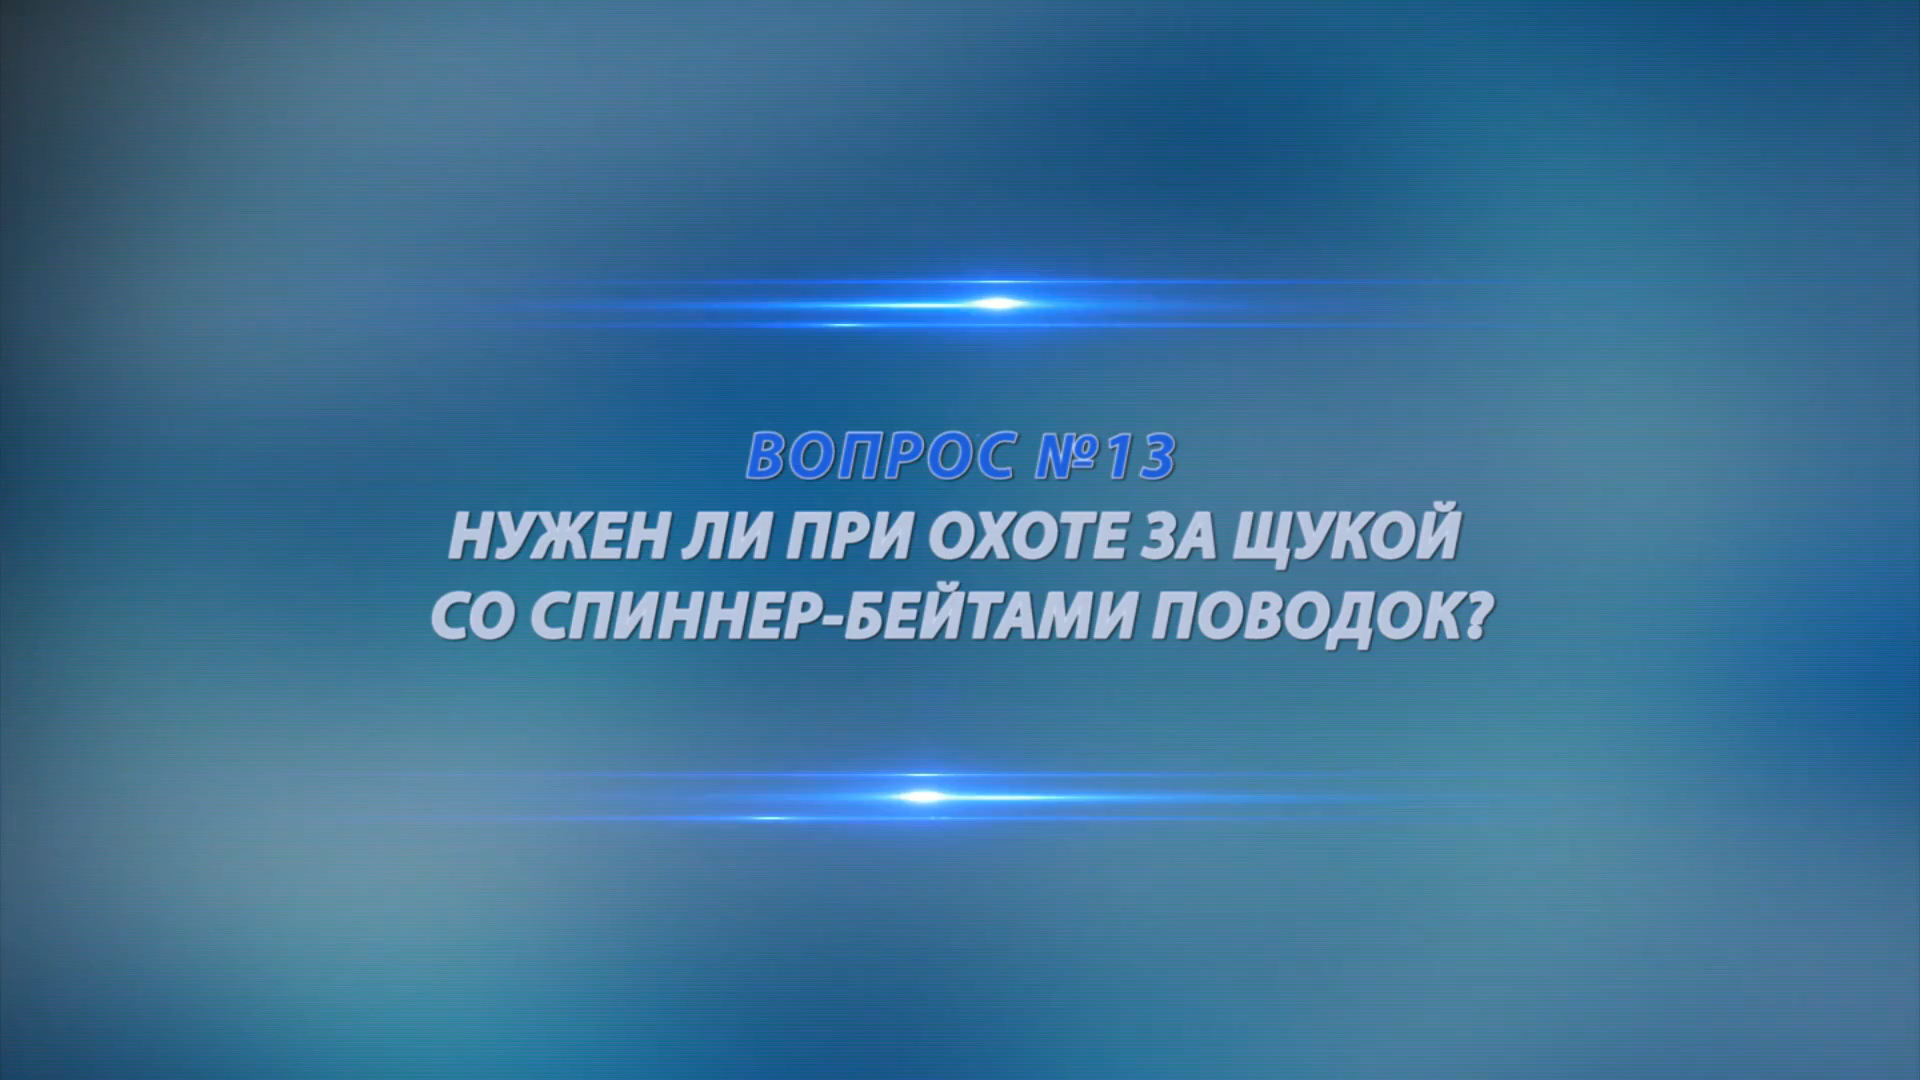 ВОПРОС №13
НУЖЕН ЛИ ПРИ ОХОТЕ ЗА ЩУКОЙ
СО СПИННЕР-БЕЙТАМИ ПОВОДОК?